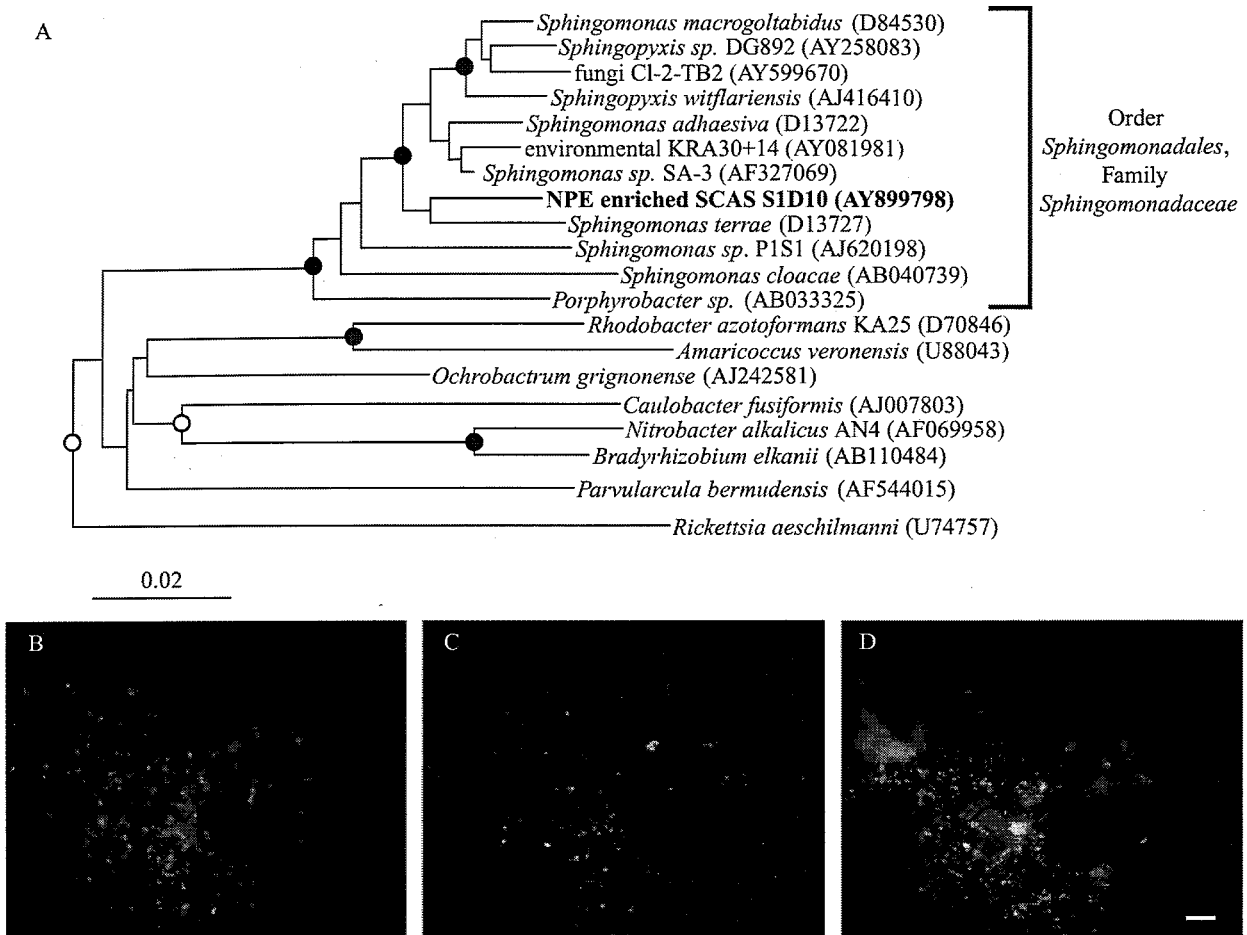 A
Sphingomonas macrogoltabidus (D84530)
Sphingopyxis sp. DG892 (AY258083)
fungi Cl-2-TB2 (AY599670)
Sphingopyxis witflariensis (AJ416410)
Sphingomonas adhaesiva (D13722)
environmental KRA30+14 (AY081981)
Sphingomonas sp. SA-3 (AF327069)
NPE enriched SCAS S1D10 (AY899798)
Sphingomonas terrae (D13727)
Sphingomonas sp. P1S1 (AJ620198)
Sphingomonas cloacae (AB040739)
Porphyrobacter sp. (AB033325)
Order
Sphingomonadales,
Family
Sphingomonadaceae
Rhodobacter azotoformans KA25 (D70846)
Amaricoccus veronensis (U88043)
Ochrobactrum grignonense (AJ242581)
Caulobacter fusiformis (AJ007803)
Nitrobacter alkalicus AN4 (AF069958)
Bradyrhizobium elkanii (AB110484)
Parvularcula bermudensis (AF544015)
Rickettsia aeschilmanni (U74757)
0.02
B
C
D